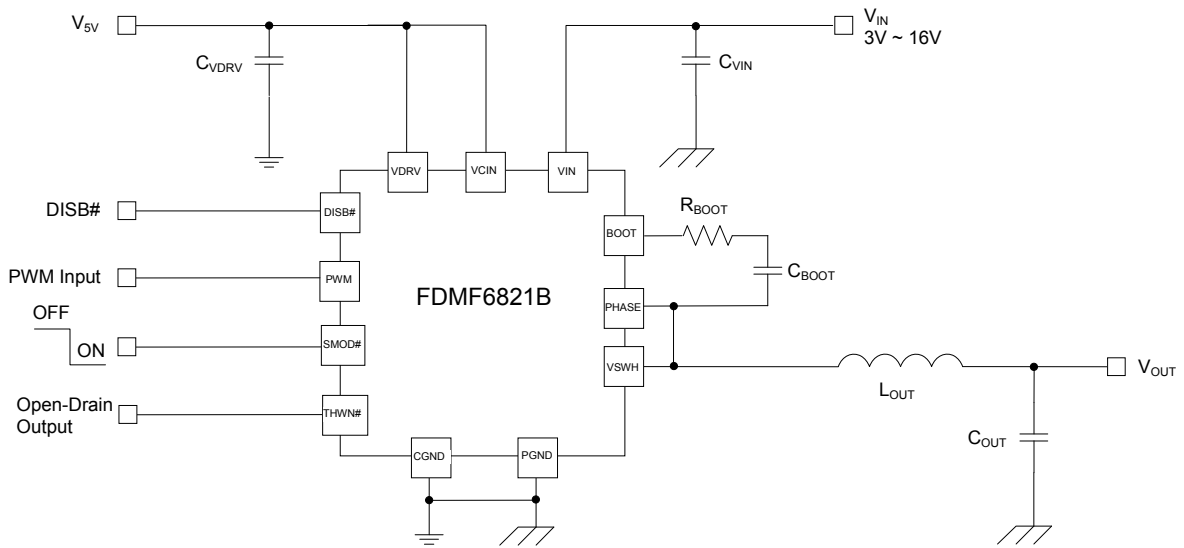 V5V
VIN
3V ~ 16V
CVDRV
CVIN
VDRV
VCIN
VIN
DISB#
DISB#
RBOOT
BOOT
CBOOT
PWM Input
PWM
FDMF6821B
PHASE
OFF
ON
SMOD#
VSWH
VOUT
LOUT
Open-Drain
Output
THWN#
COUT
CGND
PGND